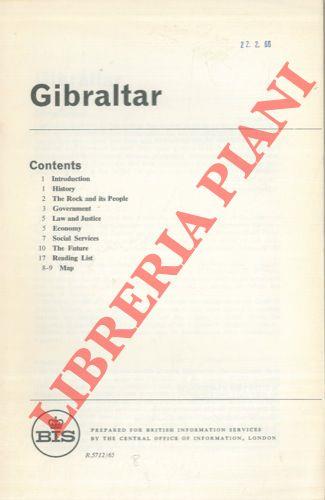 22. 2. 66
Gibraltar
Contents
1 Introduction
1 History
2 The Rock and its People
3 Government
5 Law and Justice
5 Economy
7 Social Services
10 The Future
17 Reading List
8-9 Map
LIBRERIA PIANI
BIS
PREPARED FOR BRITISH INFORMATION SERVICES
BY THE CENTRAL OFFICE OF INFORMATION, LONDON
R.5712/65
8